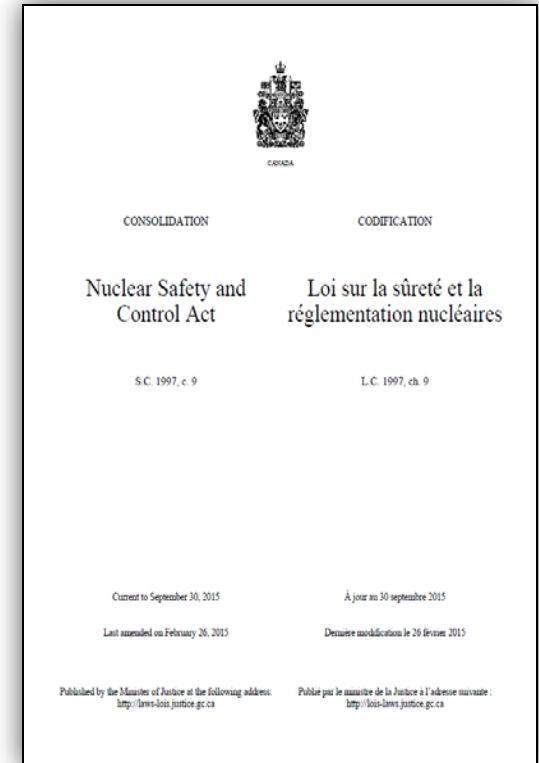 CANADA
CONSOLIDATION
Nuclear Safety and
Control Act
S.C. 1997, c. 9
Current to September 30, 2015
Last amended on February 26, 2015
Published by the Minister of Justice at the following address:
http://laws-lois.justice.gc.ca
CODIFICATION
Loi sur la sûreté et la
réglementation nucléaires
L.C. 1997, ch. 9
À jour au 30 septembre 2015
Dernière modification le 26 février 2015
Publié par le ministre de la Justice à l'adresse suivante :
http://lois-laws.justice.gc.ca